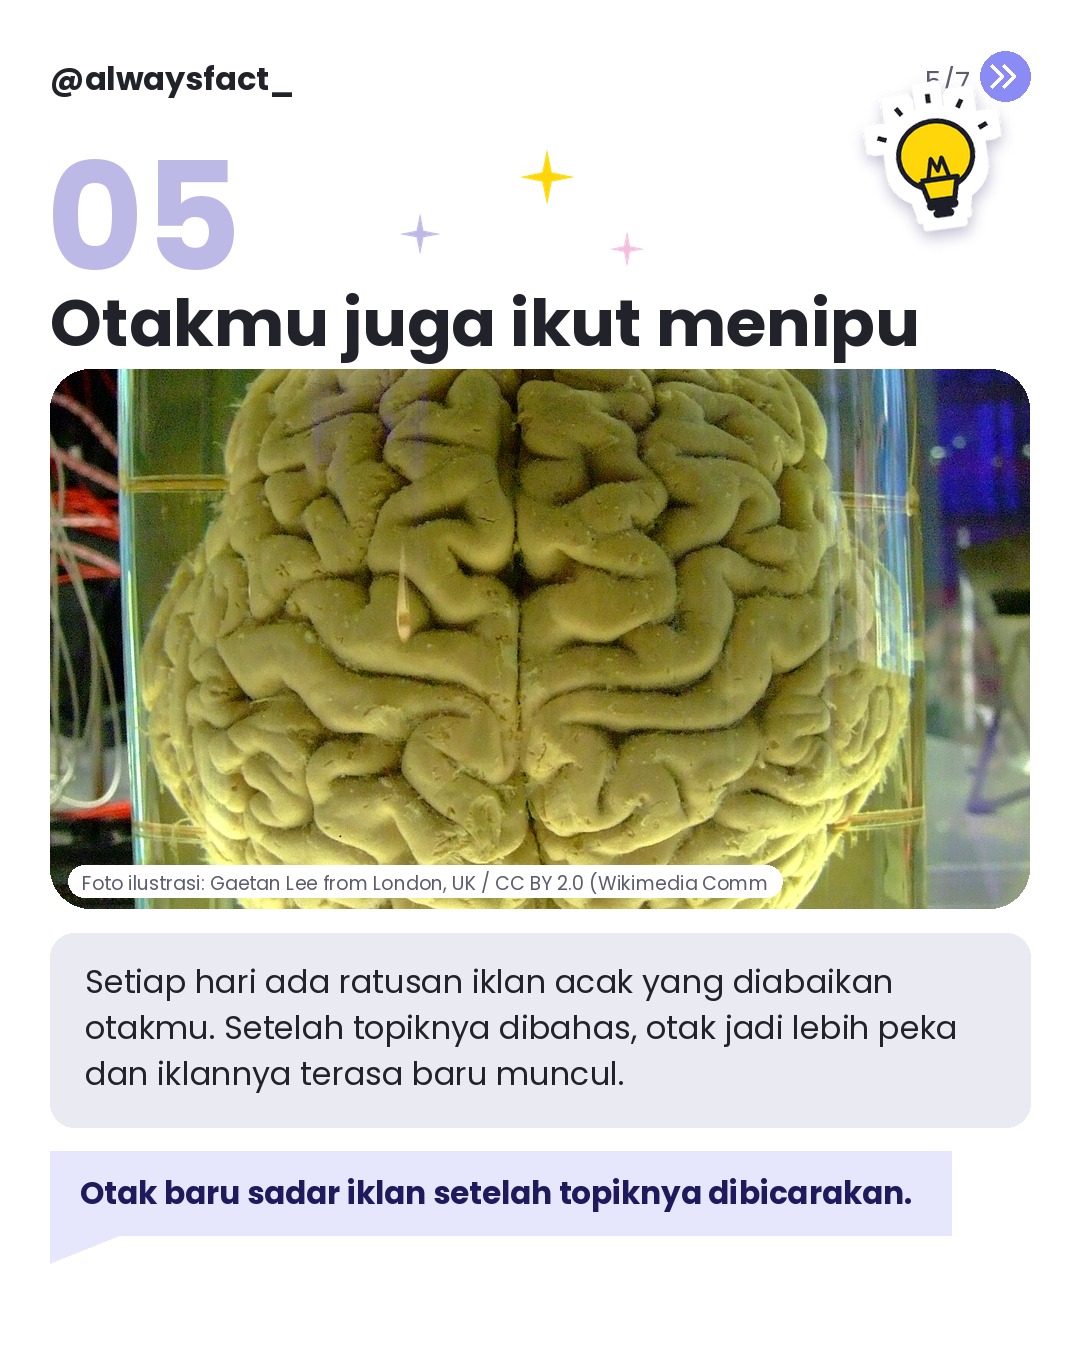 @alwaysfact_
5/7
05
Otakmu juga ikut menipu
Foto ilustrasi: Gaetan Lee from London, UK / CC BY 2.0 (Wikimedia Comm
Setiap hari ada ratusan iklan acak yang diabaikan
otakmu. Setelah topiknya dibahas, otak jadi lebih peka
dan iklannya terasa baru muncul.
Otak baru sadar iklan setelah topiknya dibicarakan.